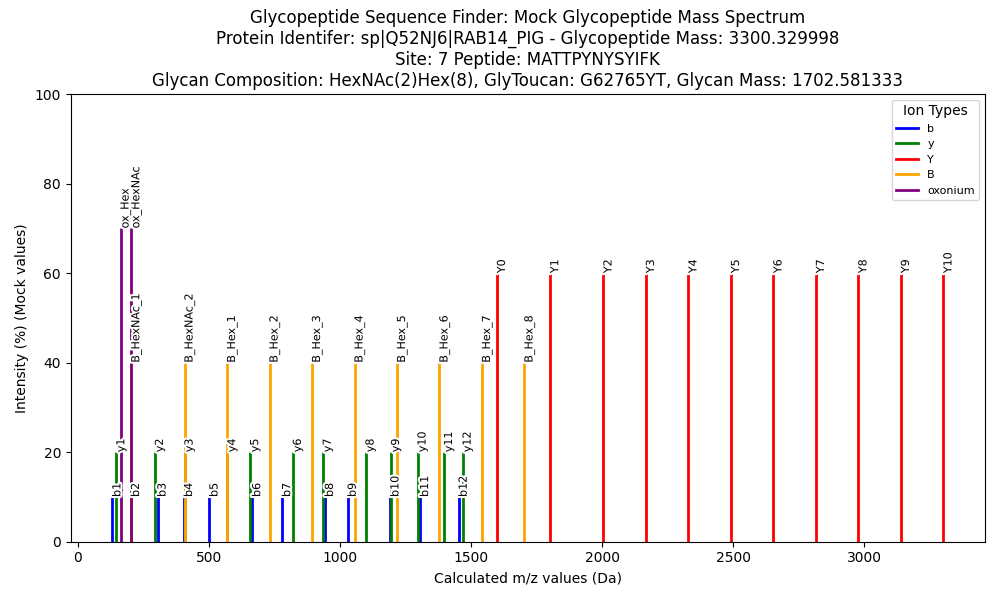 Glycopeptide Sequence Finder: Mock Glycopeptide Mass Spectrum
Protein Identifer: sp|Q52NJ6|RAB14_PIG - Glycopeptide Mass: 3300.329998
Site: 7 Peptide: MATTPYNYSYIFK
Glycan Composition: HexNAc(2)Hex(8), GlyToucan: G62765YT, Glycan Mass: 1702.581333
Intensity (%) (Mock values)
100
80
60
40
20
0
Ion Types
b
y
Y
B
oxonium
ox_Hex
ox_HexNAc
Y0
Y1
Y2
Y3
Y4
Y5
Y6
Y7
Y8
Y9
Y10
B_HexNAc_1
B_HexNAc_2
B_Hex_1
B_Hex_2
B_Hex_3
B_Hex_4
B_Hex_5
B_Hex_6
B_Hex_7
B_Hex_8
y1
y2
y3
y4
y5
y6
y7
y8
y9
y10
y11
y12
b1
b2
b3
b4
b5
b6
b7
b8
b9
b10
b11
b12
0
500
1000
1500
2000
2500
3000
Calculated m/z values (Da)